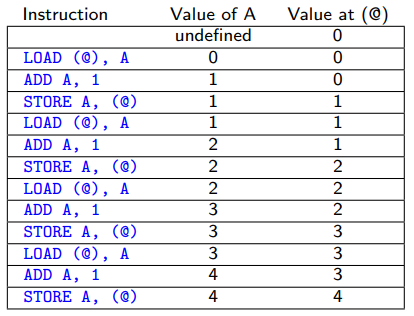 Instruction Value of A Value at (@)
undefined 0
LOAD (@), A 0 0
ADD A, 1 1 0
STORE A, (@) 1 1
LOAD (@), A 1 1
ADD A, 1 2 1
STORE A, (@) 2 2
LOAD (@), A 2 2
ADD A, 1 3 2
STORE A, (@) 3 3
LOAD (@), A 3 3
ADD A, 1 4 3
STORE A, (@) 4 4